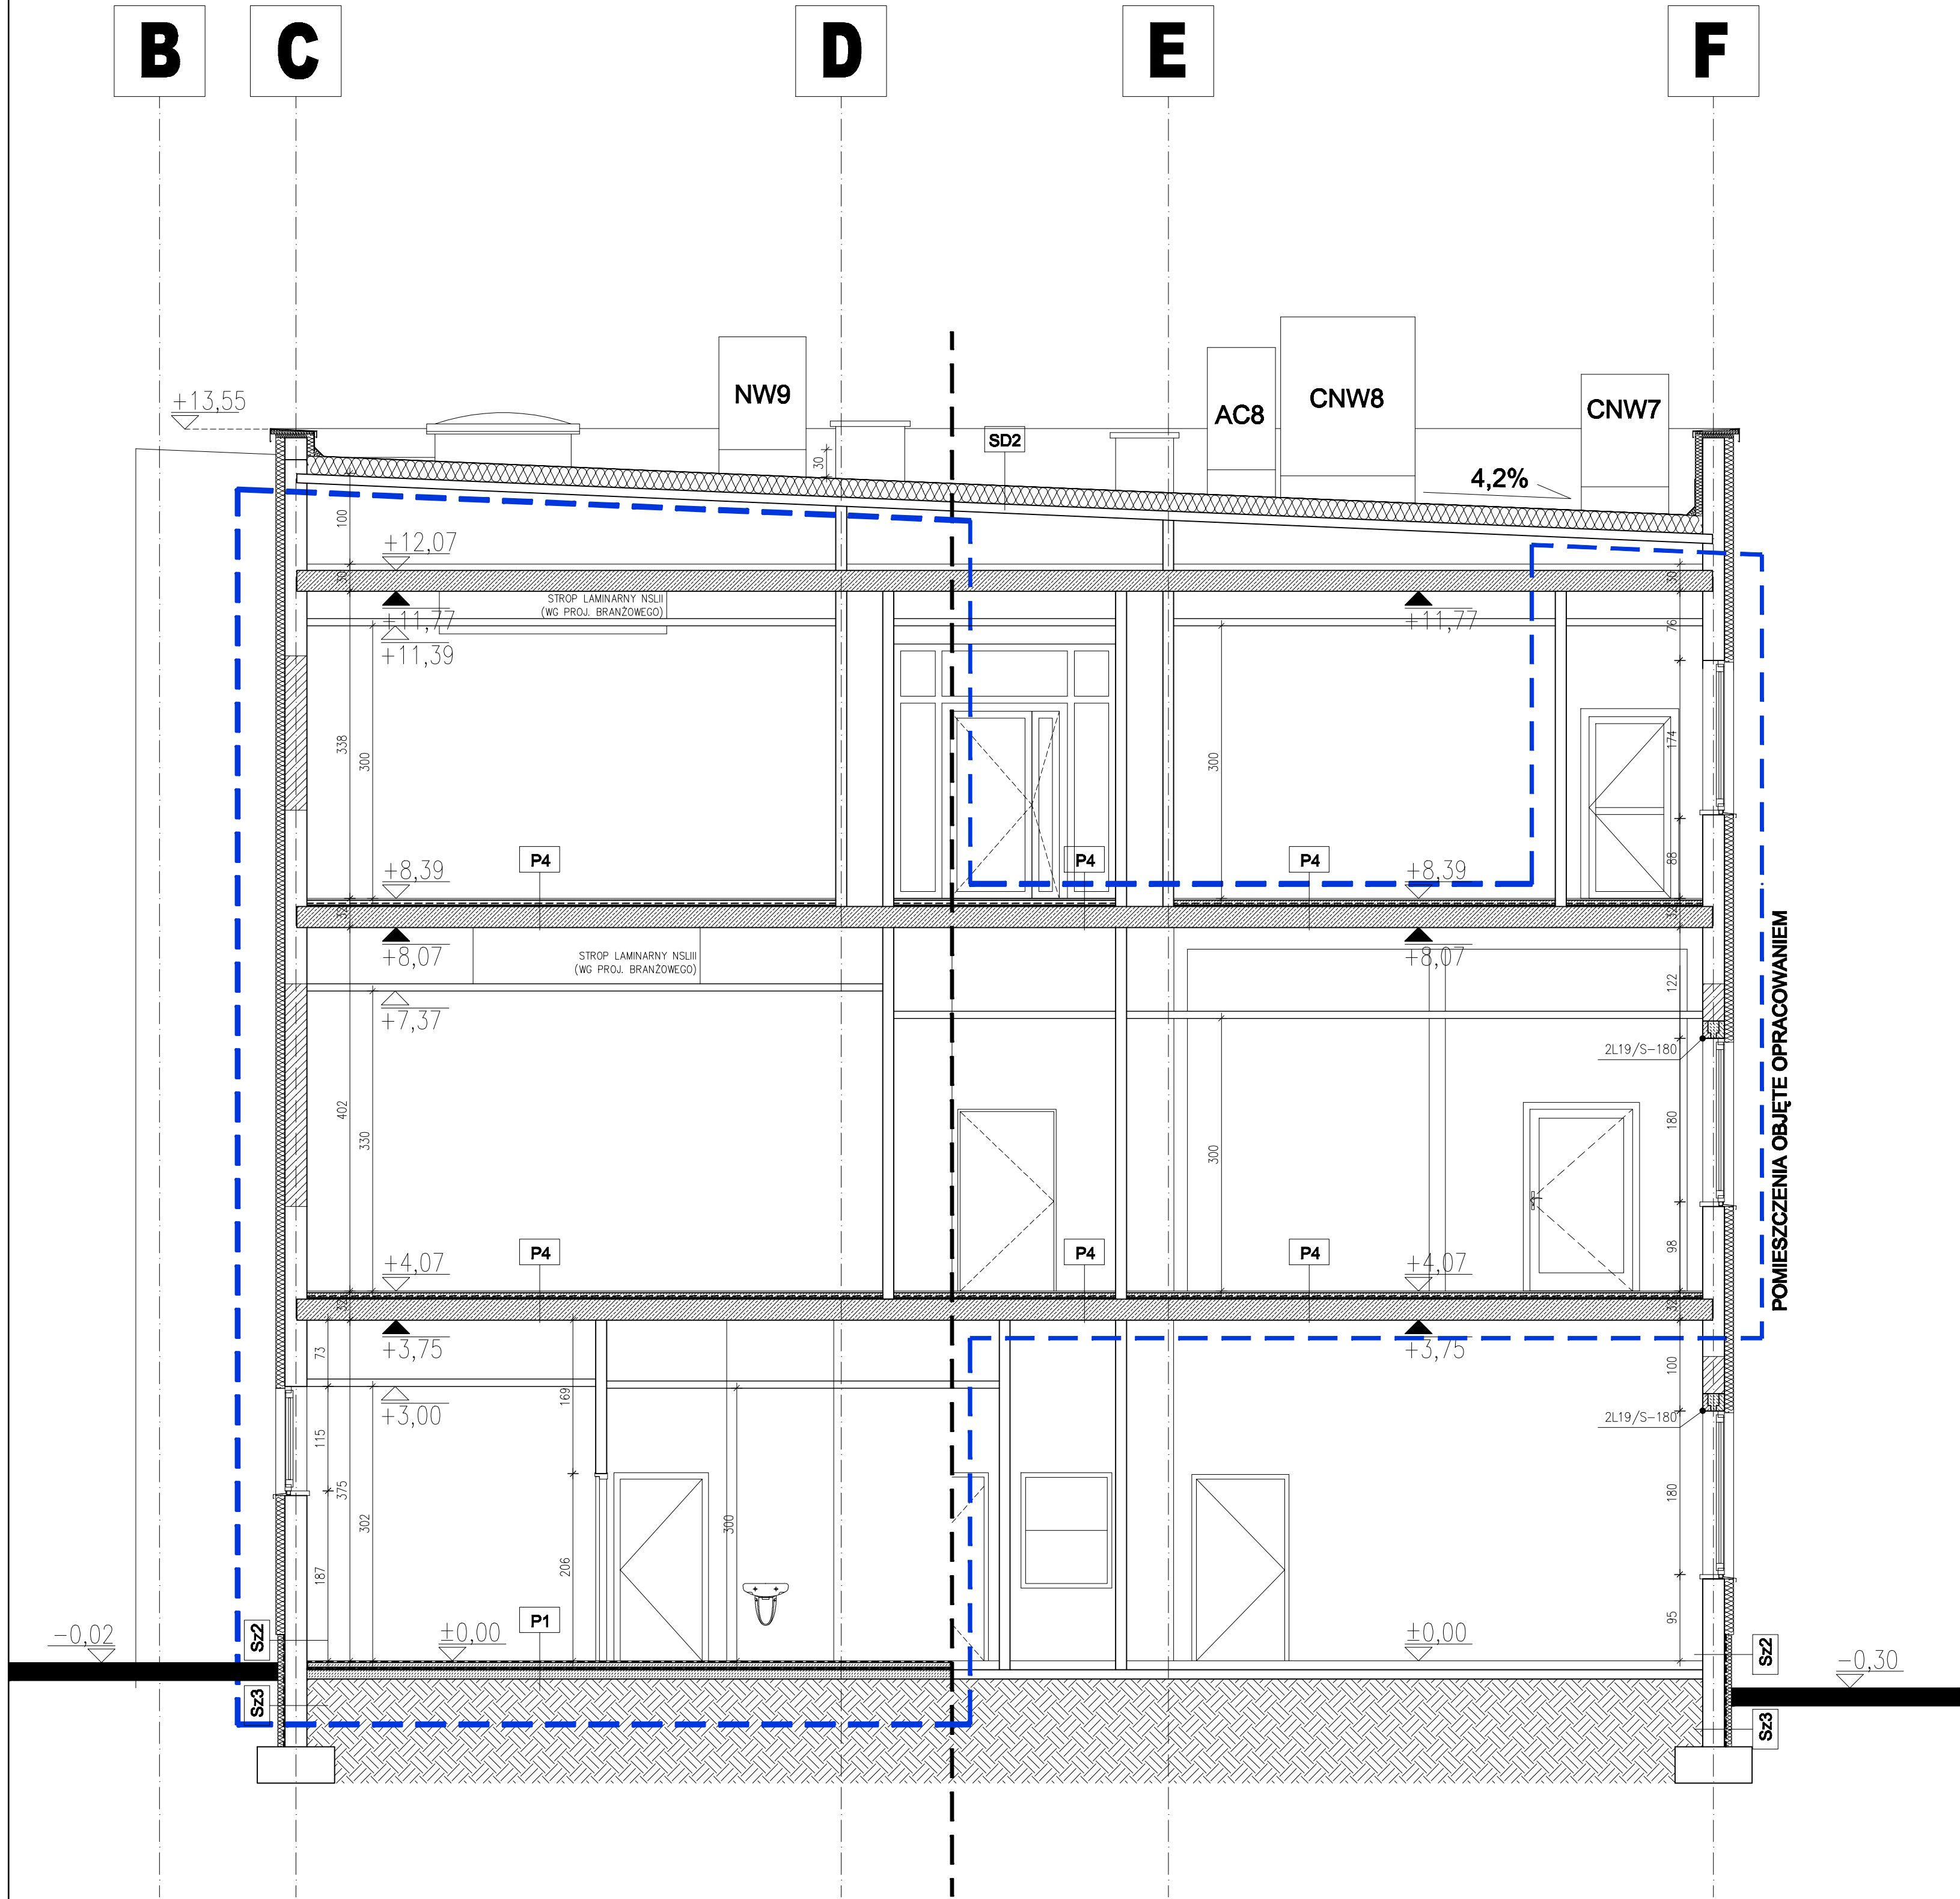 B
C
D
E
F
+13,55
NW9
SD2
AC8
CNW8
CNW7
4,2%
30
100
+12,07
30
30
STROP LAMINARNY NSLII
(WG PROJ. BRANŻOWEGO)
+11,77
+11,39
+11,77
76
338
300
300
174
88
P4
P4
P4
+8,39
+8,39
32
32
+8,07
+8,07
STROP LAMINARNY NSLIII
(WG PROJ. BRANŻOWEGO)
+7,37
122
2L19/S-180
402
330
300
180
98
POMIESZCZENIA OBJĘTE OPRACOWANIEM
P4
P4
P4
+4,07
+4,07
32
32
+3,75
+3,75
73
169
100
+3,00
2L19/S-180
115
375
302
300
180
187
206
95
P1
±0,00
±0,00
-0,02
-0,30
Sz2
Sz2
Sz3
Sz3